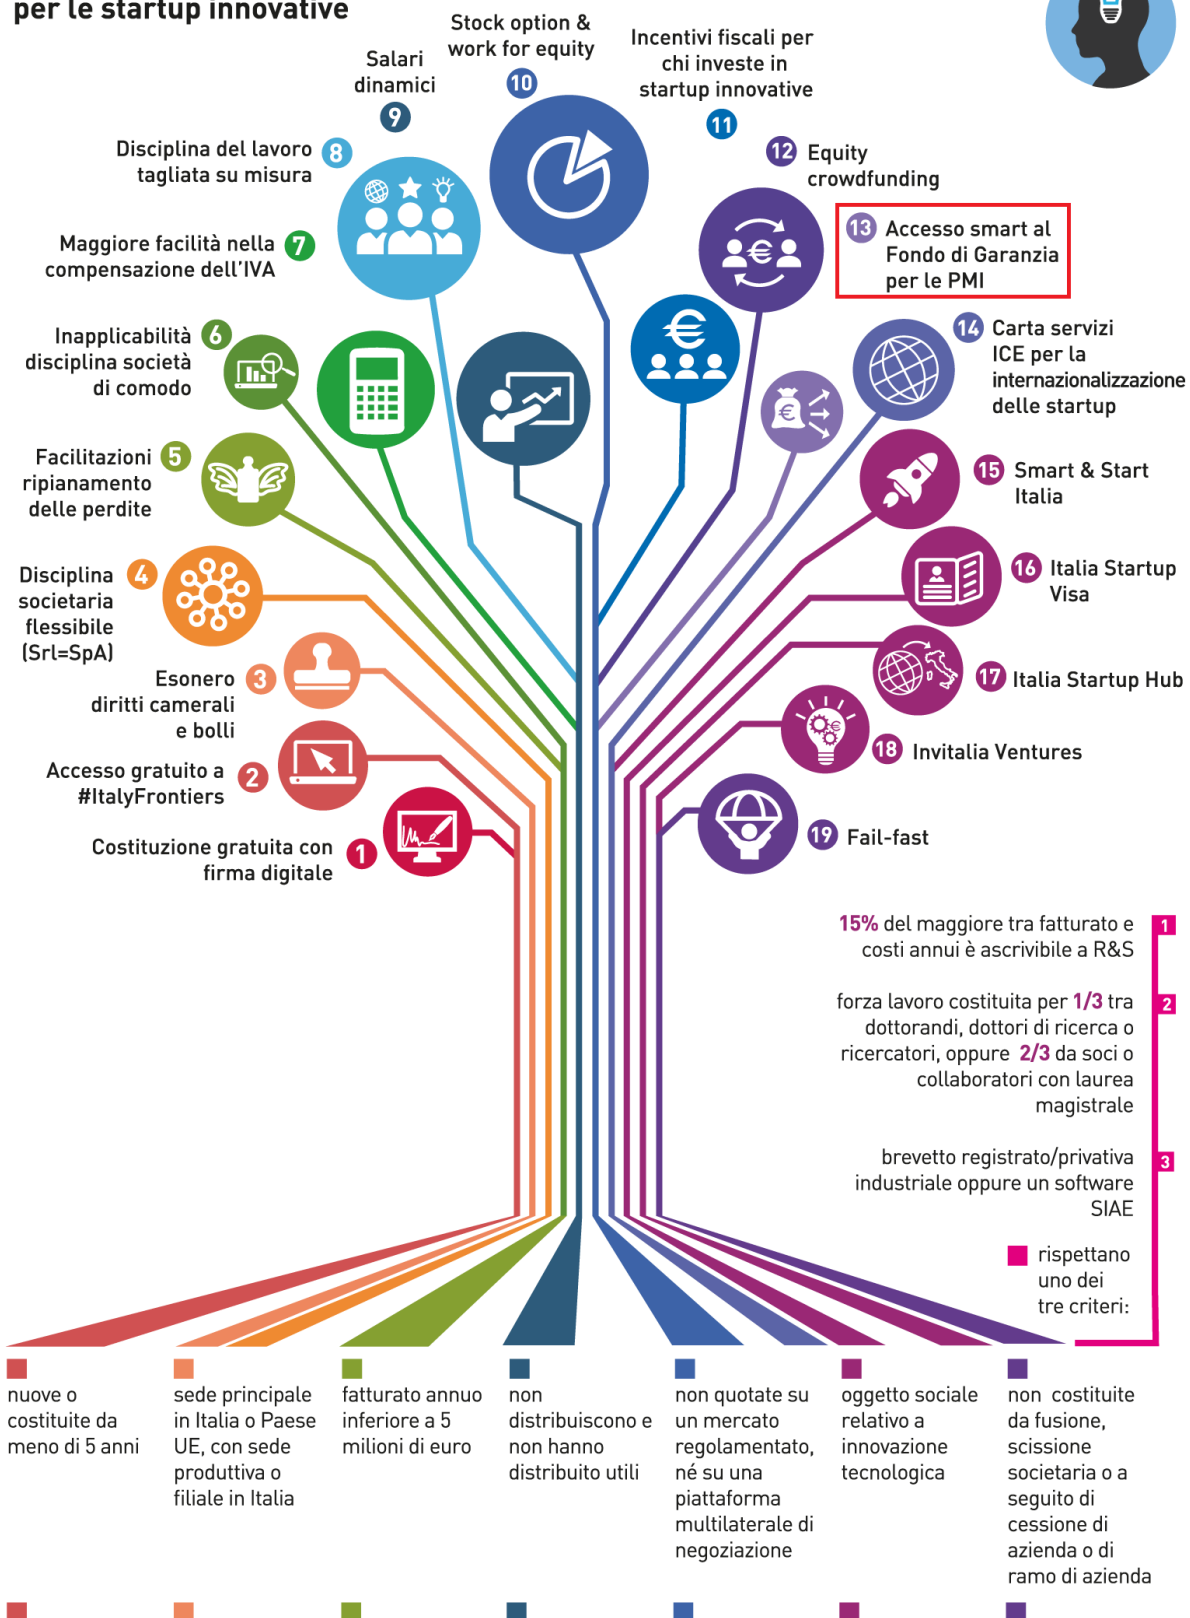 per le startup innovative
Stock option &
work for equity
10
Incentivi fiscali per
chi investe in
startup innovative
11
Salari
dinamici
9
Disciplina del lavoro
tagliata su misura
8
12
Equity
crowdfunding
Maggiore facilità nella
compensazione dell'IVA
7
13
Accesso smart al
Fondo di Garanzia
per le PMI
Inapplicabilità
disciplina società
di comodo
6
14
Carta servizi
ICE per la
internazionalizzazione
delle startup
Facilitazioni
ripianamento
delle perdite
5
15
Smart & Start
Italia
Disciplina
societaria
flessibile
(Srl=SpA)
4
16
Italia Startup
Visa
Esonero
diritti camerali
e bolli
3
17
Italia Startup Hub
Accesso gratuito a
#ItalyFrontiers
2
18
Invitalia Ventures
Costituzione gratuita con
firma digitale
1
19
Fail-fast
15% del maggiore tra fatturato e
costi annui è ascrivibile a R&S
1
forza lavoro costituita per 1/3 tra
dottorandi, dottori di ricerca o
ricercatori, oppure 2/3 da soci o
collaboratori con laurea
magistrale
2
brevetto registrato/privativa
industriale oppure un software
SIAE
3
rispettano
uno dei
tre criteri:
nuove o
costituite da
meno di 5 anni
sede principale
in Italia o Paese
UE, con sede
produttiva o
filiale in Italia
fatturato annuo
inferiore a 5
milioni di euro
non
distribuiscono e
non hanno
distribuito utili
non quotate su
un mercato
regolamentato,
né su una
piattaforma
multilaterale di
negoziazione
oggetto sociale
relativo a
innovazione
tecnologica
non costituite
da fusione,
scissione
societaria o a
seguito di
cessione di
azienda o di
ramo di azienda